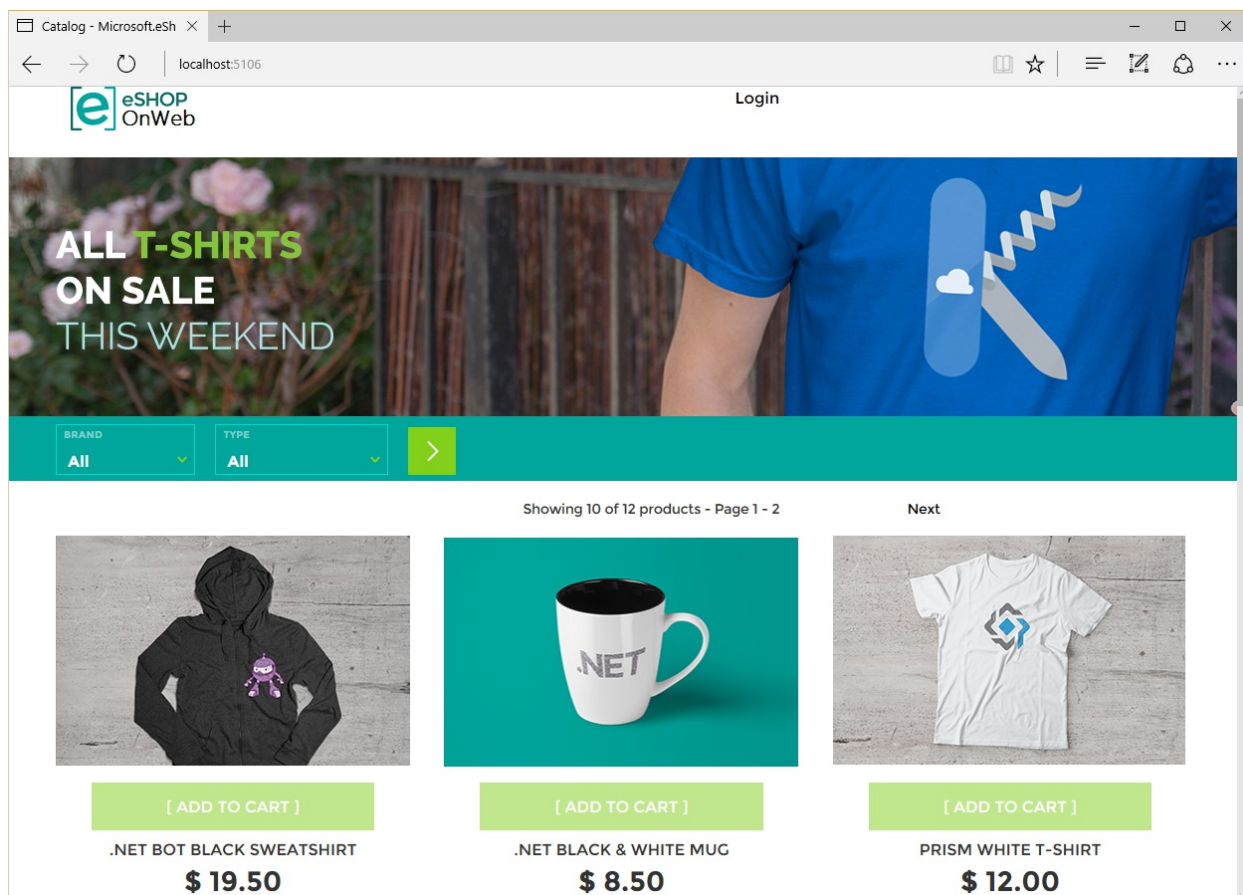 Catalog - Microsoft.eSh
localhost:5106
eSHOP
OnWeb
Login
ALL T-SHIRTS
ON SALE
THIS WEEKEND
BRAND
All
TYPE
All
Showing 10 of 12 products - Page 1 - 2
Next
.NET
[ ADD TO CART ]
[ ADD TO CART ]
[ ADD TO CART ]
.NET BOT BLACK SWEATSHIRT
.NET BLACK & WHITE MUG
PRISM WHITE T-SHIRT
$ 19.50
$ 8.50
$ 12.00